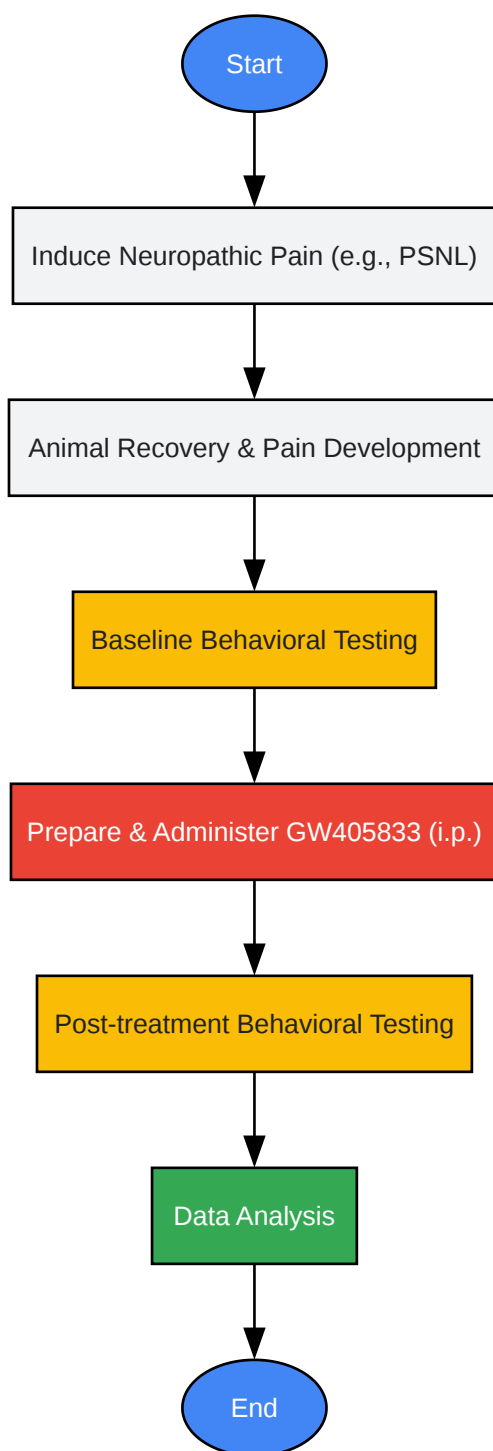 Start
Induce Neuropathic Pain (e.g., PSNL)
Animal Recovery & Pain Development
Baseline Behavioral Testing
Prepare & Administer GW405833 (i.p.)
Post-treatment Behavioral Testing
Data Analysis
End